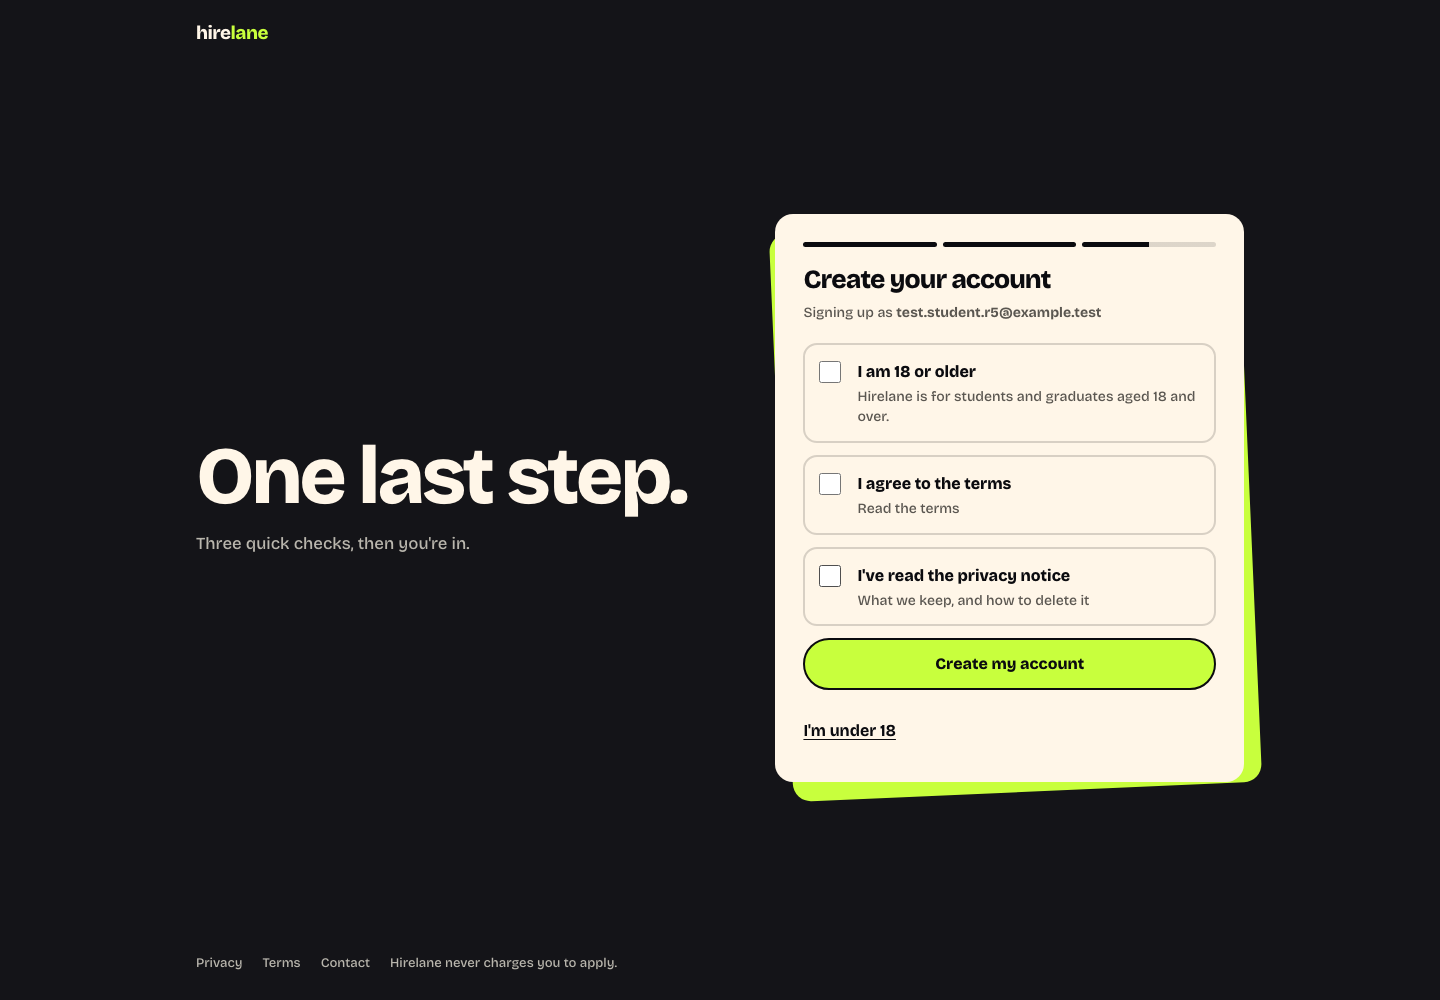 hirelane
One last step.
Three quick checks, then you're in.
Create your account
Signing up as test.student.r5@example.test
I am 18 or older
Hirelane is for students and graduates aged 18 and
over.
I agree to the terms
Read the terms
I've read the privacy notice
What we keep, and how to delete it
Create my account
I'm under 18
Privacy Terms Contact Hirelane never charges you to apply.